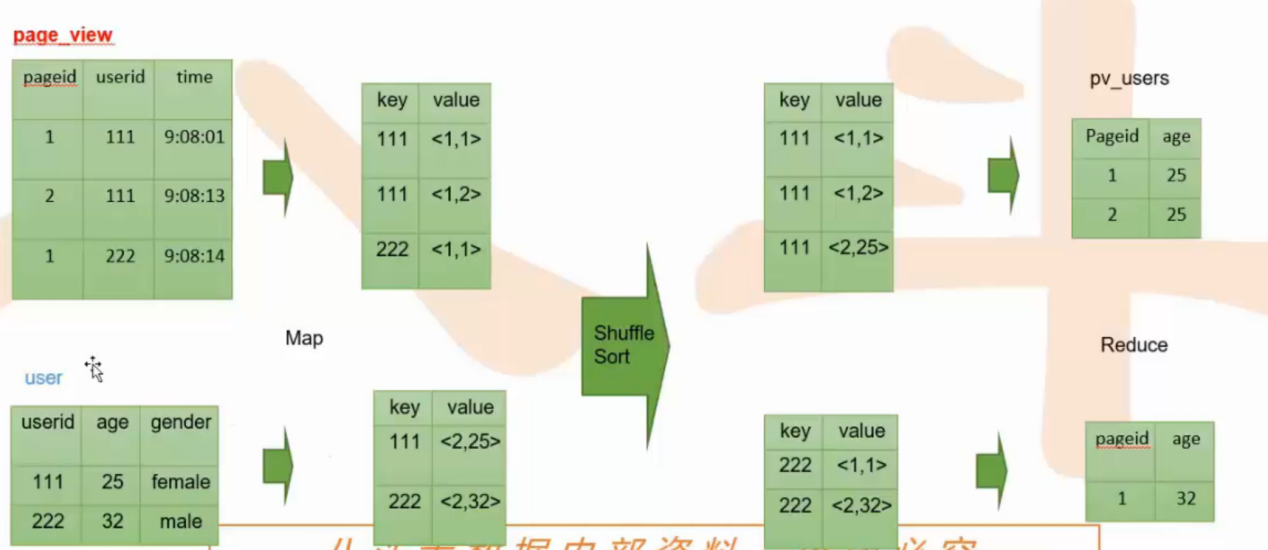 page_view
pageid userid time
1 111 9:08:01
2 111 9:08:13
1 222 9:08:14
key value
111 <1,1>
111 <1,2>
222 <1,1>
Map
user
userid age gender
111 25 female
222 32 male
key value
111 <2,25>
222 <2,32>
Shuffle
Sort
key value
111 <1,1>
111 <1,2>
111 <2,25>
key value
222 <1,1>
222 <2,32>
pv_users
Pageid age
1 25
2 25
Reduce
pageid age
1 32